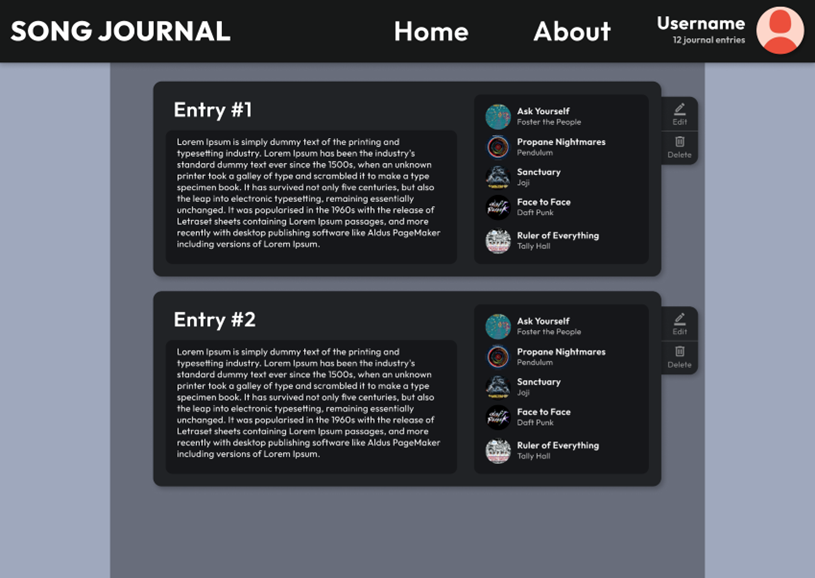 SONG JOURNAL
Home
About
Username
12 journal entries
Entry #1
Lorem Ipsum is simply dummy text of the printing and
typesetting industry. Lorem Ipsum has been the industry's
standard dummy text ever since the 1500s, when an unknown
printer took a galley of type and scrambled it to make a type
specimen book. It has survived not only five centuries, but also
the leap into electronic typesetting, remaining essentially
unchanged. It was popularised in the 1960s with the release of
Letraset sheets containing Lorem Ipsum passages, and more
recently with desktop publishing software like Aldus PageMaker
including versions of Lorem Ipsum.
Ask Yourself
Foster the People
Propane Nightmares
Pendulum
Sanctuary
Joji
Face to Face
Daft Punk
Ruler of Everything
Tally Hall
Edit
Delete
Entry #2
Lorem Ipsum is simply dummy text of the printing and
typesetting industry. Lorem Ipsum has been the industry's
standard dummy text ever since the 1500s, when an unknown
printer took a galley of type and scrambled it to make a type
specimen book. It has survived not only five centuries, but also
the leap into electronic typesetting, remaining essentially
unchanged. It was popularised in the 1960s with the release of
Letraset sheets containing Lorem Ipsum passages, and more
recently with desktop publishing software like Aldus PageMaker
including versions of Lorem Ipsum.
Ask Yourself
Foster the People
Propane Nightmares
Pendulum
Sanctuary
Joji
Face to Face
Daft Punk
Ruler of Everything
Tally Hall
Edit
Delete